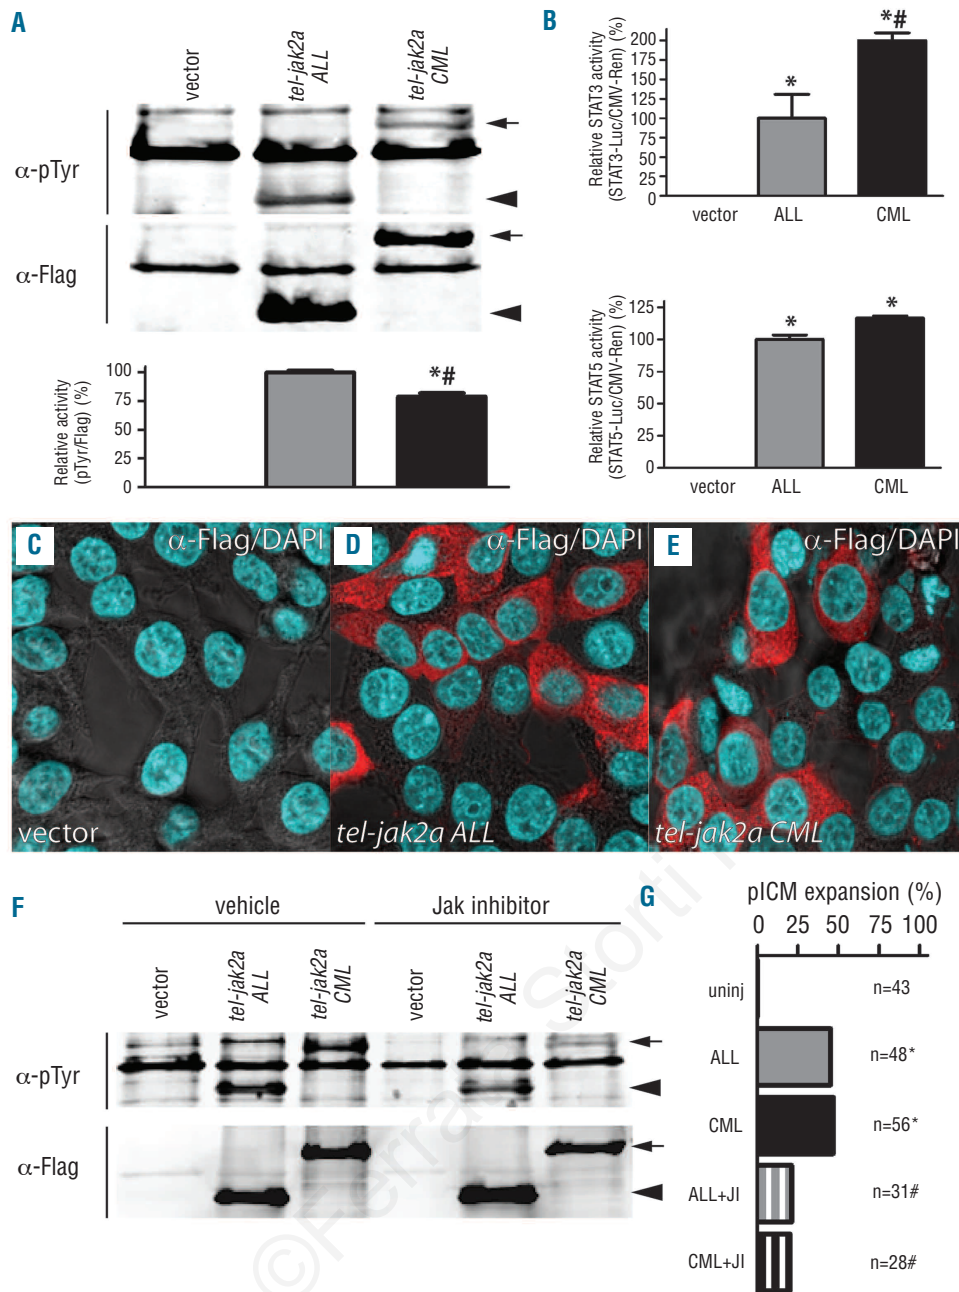 A
vector
tel-jak2a
ALL
tel-jak2a
CML
α-pTyr
α-Flag
Relative activity
(pTyr/Flag) (%)
100
75
50
25
0
*#
B
Relative STAT3 activity
(STAT3-Luc/CMV-Ren) (%)
200
175
150
125
100
75
50
25
0
*
*#
vector
ALL
CML
Relative STAT5 activity
(STAT5-Luc/CMV-Ren) (%)
125
100
75
50
25
0
*
*
vector
ALL
CML
C
α-Flag/DAPI
vector
D
α-Flag/DAPI
tel-jak2a ALL
E
α-Flag/DAPI
tel-jak2a CML
F
vehicle
Jak inhibitor
vector
tel-jak2a
ALL
tel-jak2a
CML
vector
tel-jak2a
ALL
tel-jak2a
CML
α-pTyr
α-Flag
G
pICM expansion (%)
0 25 50 75 100
uninj n=43
ALL n=48*
CML n=56*
ALL+JI n=31#
CML+JI n=28#